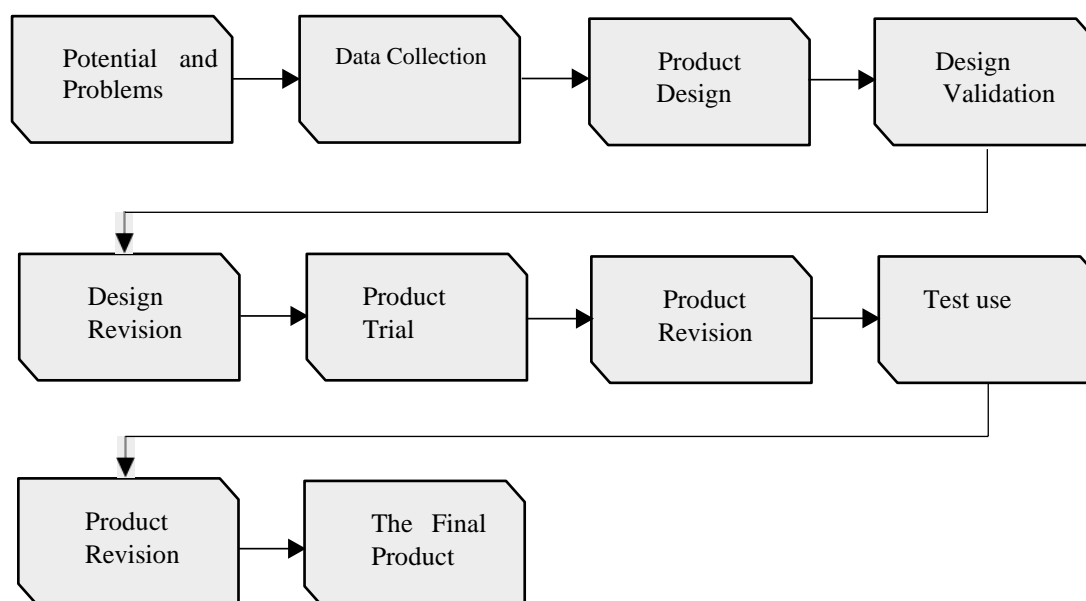 Potential and
Problems
Data Collection
Product
Design
Design
Validation
Design
Revision
Product
Trial
Product
Revision
Test use
Product
Revision
The Final
Product